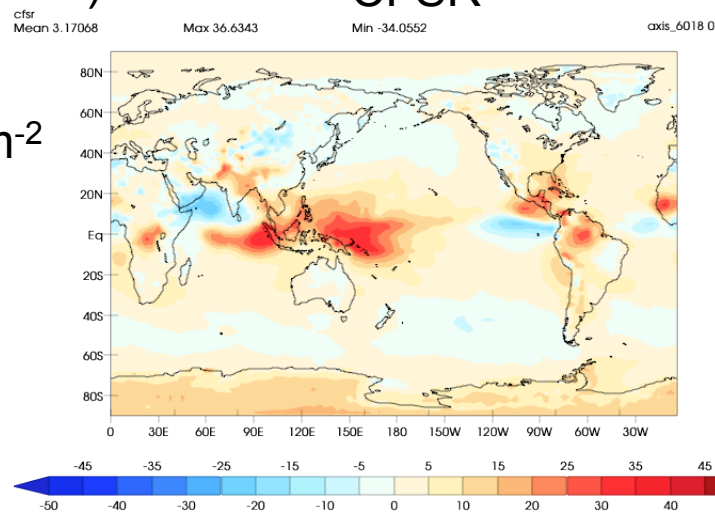 ) CFSR
cfsr
Mean 3.17068 Max 36.6343 Min -34.0552 axis_6018 0
m-2
80N
60N
40N
20N
Eq
20S
40S
60S
80S
0 30E 60E 90E 120E 150E 180 150W 120W 90W 60W 30W
-45 -35 -25 -15 -5 5 15 25 35 45
-50 -40 -30 -20 -10 0 10 20 30 40